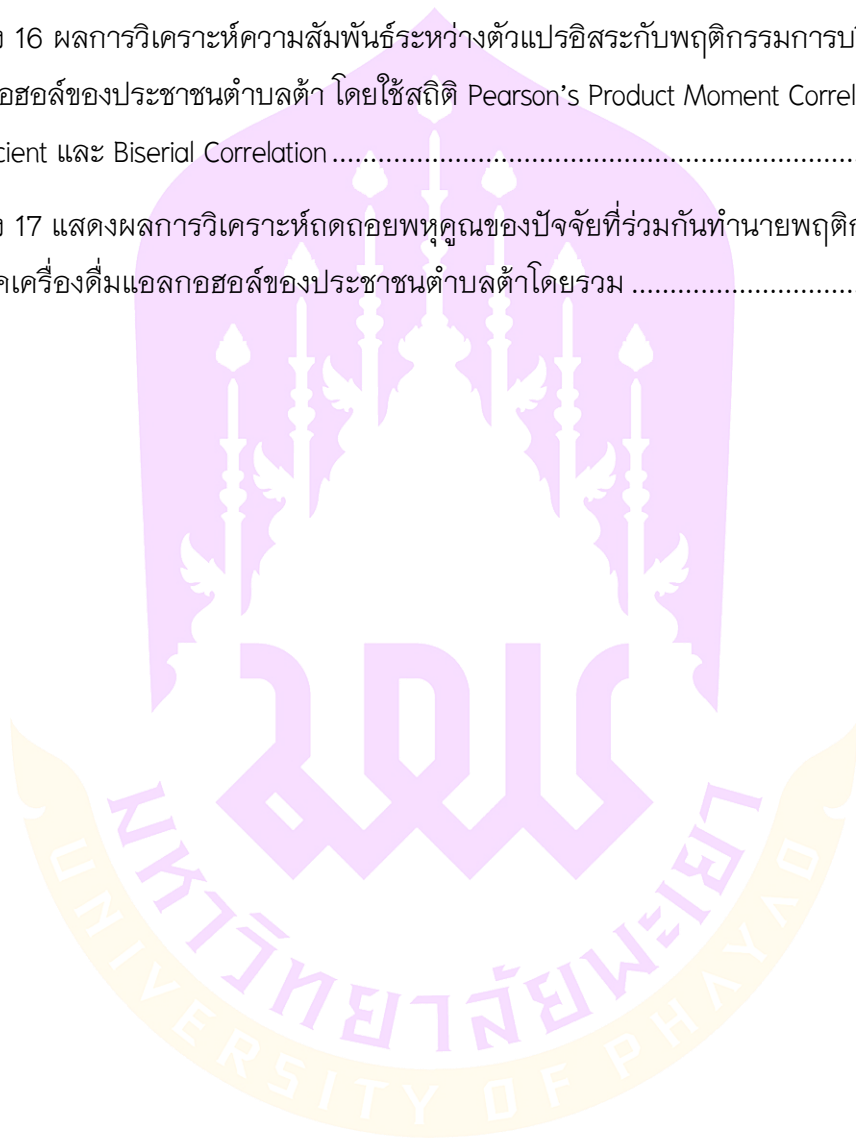 ง 16 ผลการวิเคราะห์ความสัมพันธ์ระหว่างตัวแปรอิสระกับพฤติกรรมการบริ
อฮอล์ของประชาชนตำบลต้า โดยใช้สถิติ Pearson's Product Moment Correl
cient และ Biserial Correlation ........................................................................
ง 17 แสดงผลการวิเคราะห์ถดถอยพหุคูณของปัจจัยที่ร่วมกันทำนายพฤติก
คเครื่องดื่มแอลกอฮอล์ของประชาชนตำบลต้าโดยรวม ..............................
มหาวิทยาลัยพะเยา
UNIVERSITY OF PHAYAO